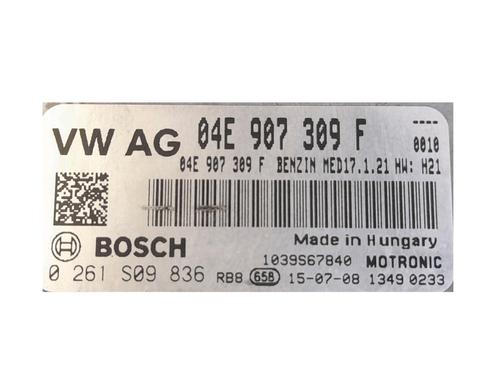 VW AG 04E 907 309 F ----
0010
04E 907 309 F BENZIN MED17.1.21 HW: H21
BOSCH Made in Hungary
1039S67840 MOTRONIC
0 261 S09 836 RB8 658 15-07-08 1349 0233